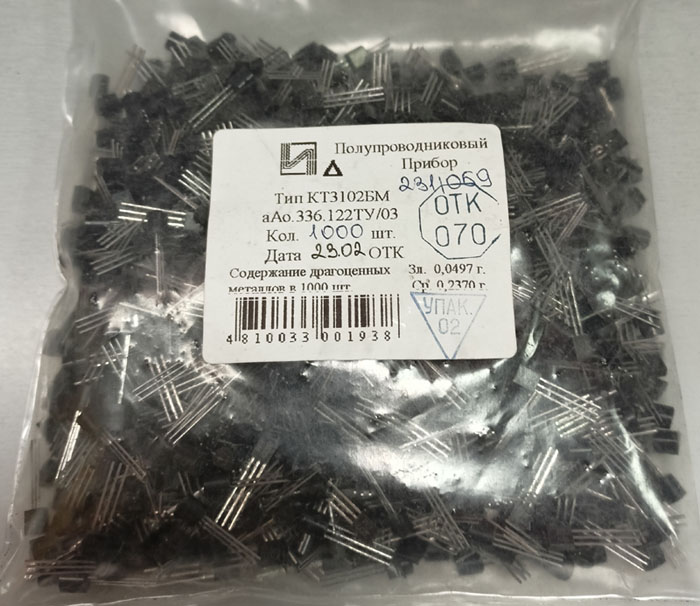 Полупроводниковый
Прибор
2311069
Тип КТ3102БМ
аАо.336.122ТУ/03
Кол. 1000 шт.
Дата 23.02 ОТК
ОТК
070
Содержание драгоценных Зл. 0,0497 г.
металлов в 1000 шт. Ср. 0,2370 г.
УПАК.
02
4 810033 001938